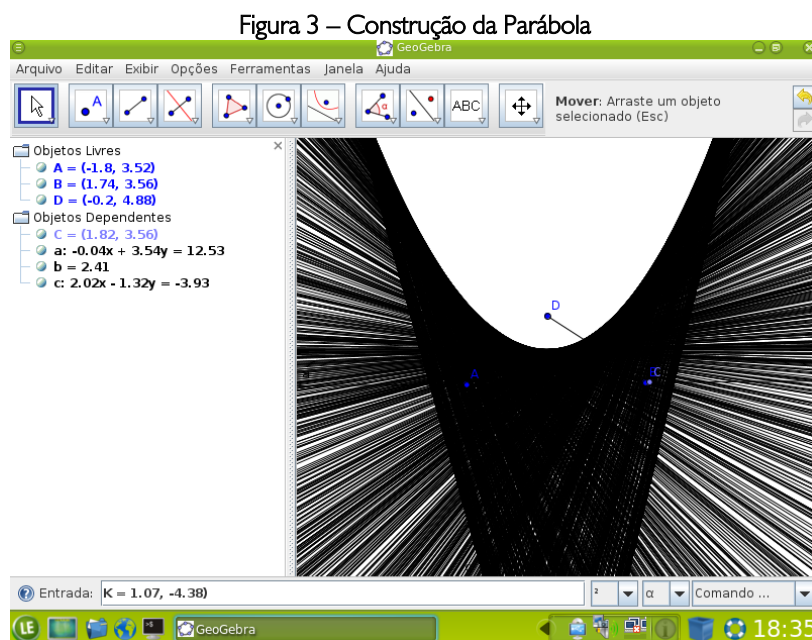 Figura 3 – Construção da Parábola
GeoGebra
Arquivo Editar Exibir Opções Ferramentas Janela Ajuda
A
ABC
Mover: Arraste um objeto
selecionado (Esc)
Objetos Livres
A = (-1.8, 3.52)
B = (1.74, 3.56)
D = (-0.2, 4.88)
Objetos Dependentes
C = (1.82, 3.56)
a: -0.04x + 3.54y = 12.53
b = 2.41
c: 2.02x - 1.32y = -3.93
D
A
C
Entrada: K = 1.07, -4.38)
² α Comando ...
GeoGebra
18:35